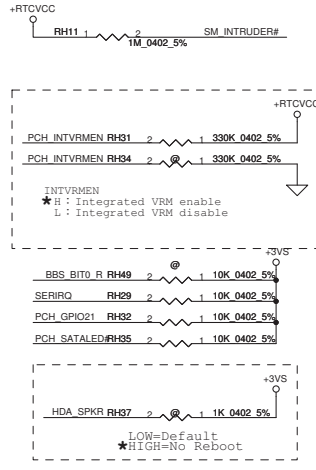 +RTCVCC
RH11 1 2 SM_INTRUDER#
1M_0402_5%
+RTCVCC
PCH_INTVRMEN RH31 2 1 330K_0402_5%
PCH_INTVRMEN RH34 2 @ 1 330K_0402_5%
INTVRMEN
★H：Integrated VRM enable
L：Integrated VRM disable
+3VS
@
BBS_BIT0_R RH49 2 1 10K_0402_5%
SERIRQ RH29 2 1 10K_0402_5%
PCH_GPIO21 RH32 2 1 10K_0402_5%
PCH_SATALED# RH35 2 1 10K_0402_5%
+3VS
HDA_SPKR RH37 2 @ 1 1K_0402_5%
LOW=Default
★HIGH=No Reboot